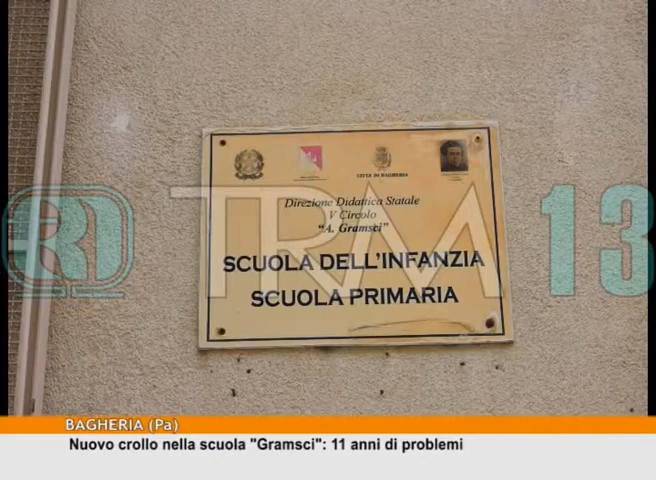 CITTÀ DI BAGHERIA
Direzione Didattica Statale
V Circolo
"A. Gramsci"
TRM 13
SCUOLA DELL'INFANZIA
SCUOLA PRIMARIA
BAGHERIA (Pa)
Nuovo crollo nella scuola "Gramsci": 11 anni di problemi